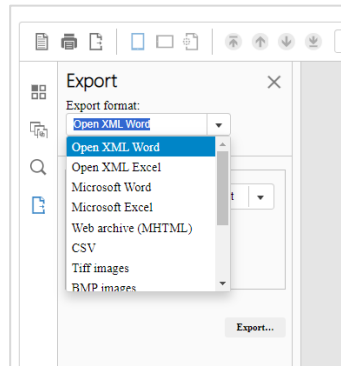 Export
Export format:
Open XML Word
Open XML Word
Open XML Excel
Microsoft Word
Microsoft Excel
Web archive (MHTML)
CSV
Tiff images
BMP images
Export...